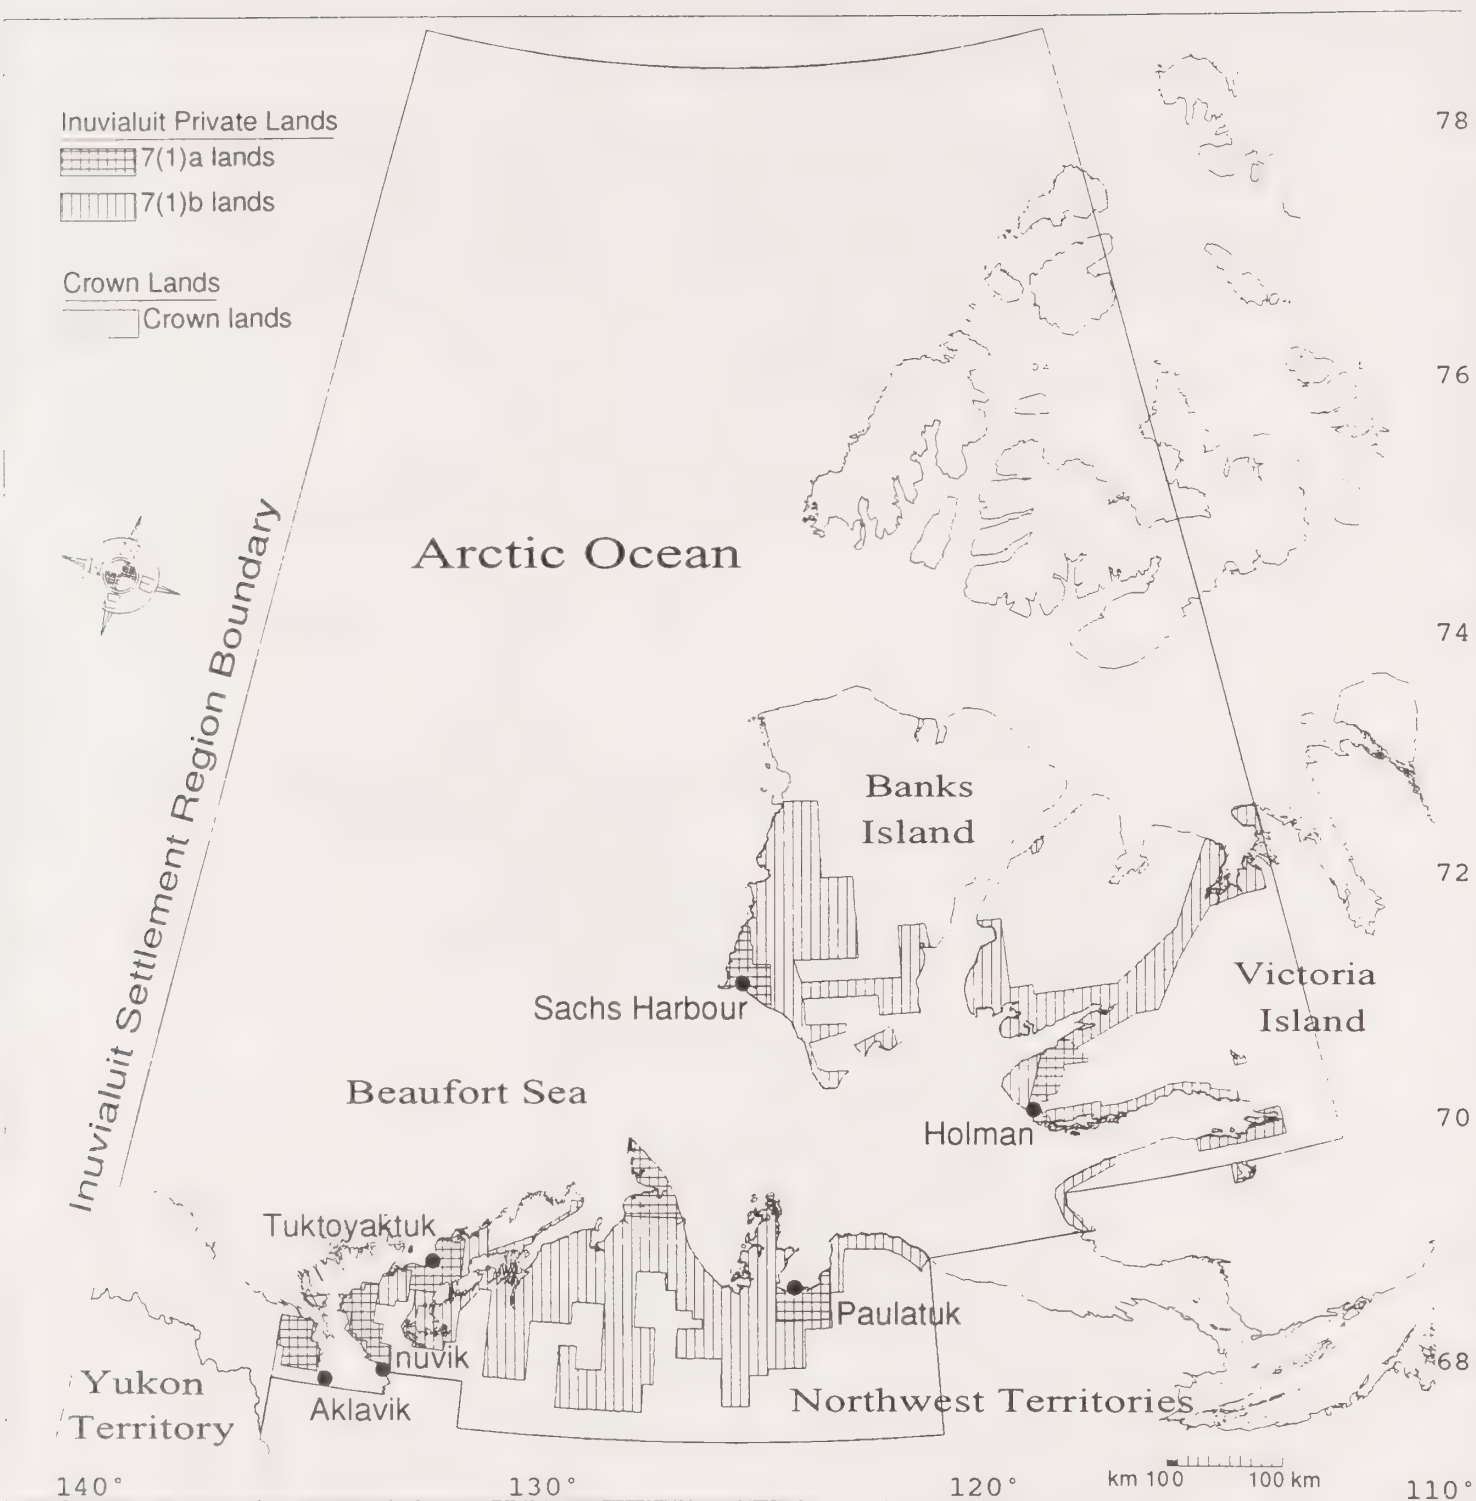 78
Inuvialuit Private Lands
7(1)a lands
7(1)b lands
Crown Lands
Crown lands
76
Inuvialuit Settlement Region Boundary
Arctic Ocean
74
Banks
Island
72
Sachs Harbour
Victoria
Island
Beaufort Sea
Holman
70
Tuktoyaktuk
Paulatuk
nuvik
68
Yukon
Territory
Aklavik
Northwest Territories
km 100 100 km
140°
130°
120°
110°